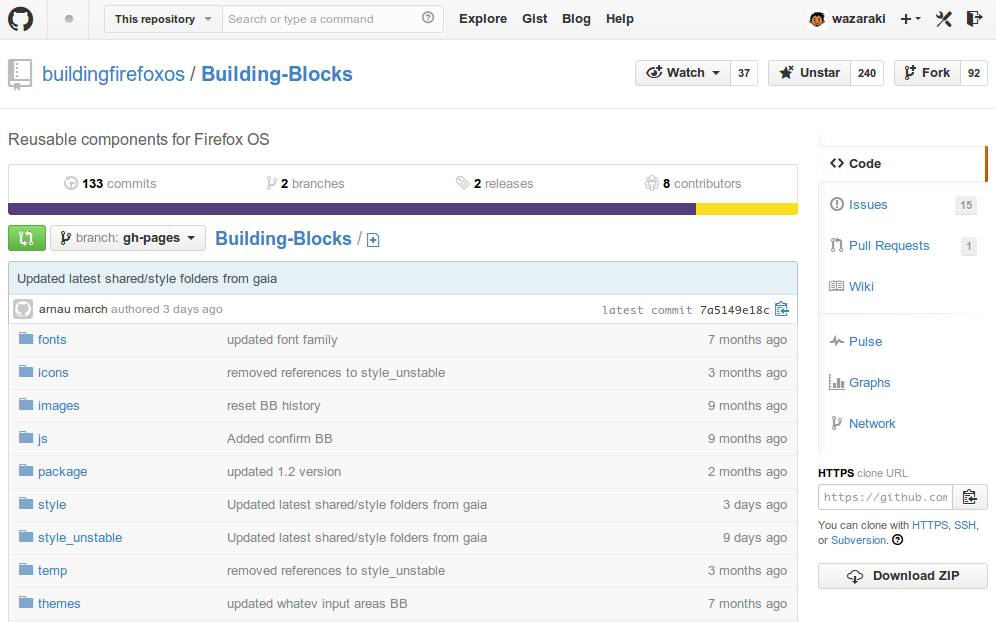 This repository Search or type a command Explore Gist Blog Help wazaraki
buildingfirefoxos / Building-Blocks Watch 37 Unstar 240 Fork 92
Reusable components for Firefox OS
133 commits 2 branches 2 releases 8 contributors
branch: gh-pages Building-Blocks /
Updated latest shared/style folders from gaia
arnau march authored 3 days ago latest commit 7a5149e18c
fonts updated font family 7 months ago
icons removed references to style_unstable 3 months ago
images reset BB history 9 months ago
js Added confirm BB 9 months ago
package updated 1.2 version 2 months ago
style Updated latest shared/style folders from gaia 3 days ago
style_unstable Updated latest shared/style folders from gaia 9 days ago
temp removed references to style_unstable 3 months ago
themes updated whatev input areas BB 7 months ago
Code
Issues 15
Pull Requests 1
Wiki
Pulse
Graphs
Network
HTTPS clone URL
https://github.com
You can clone with HTTPS, SSH,
or Subversion.
Download ZIP